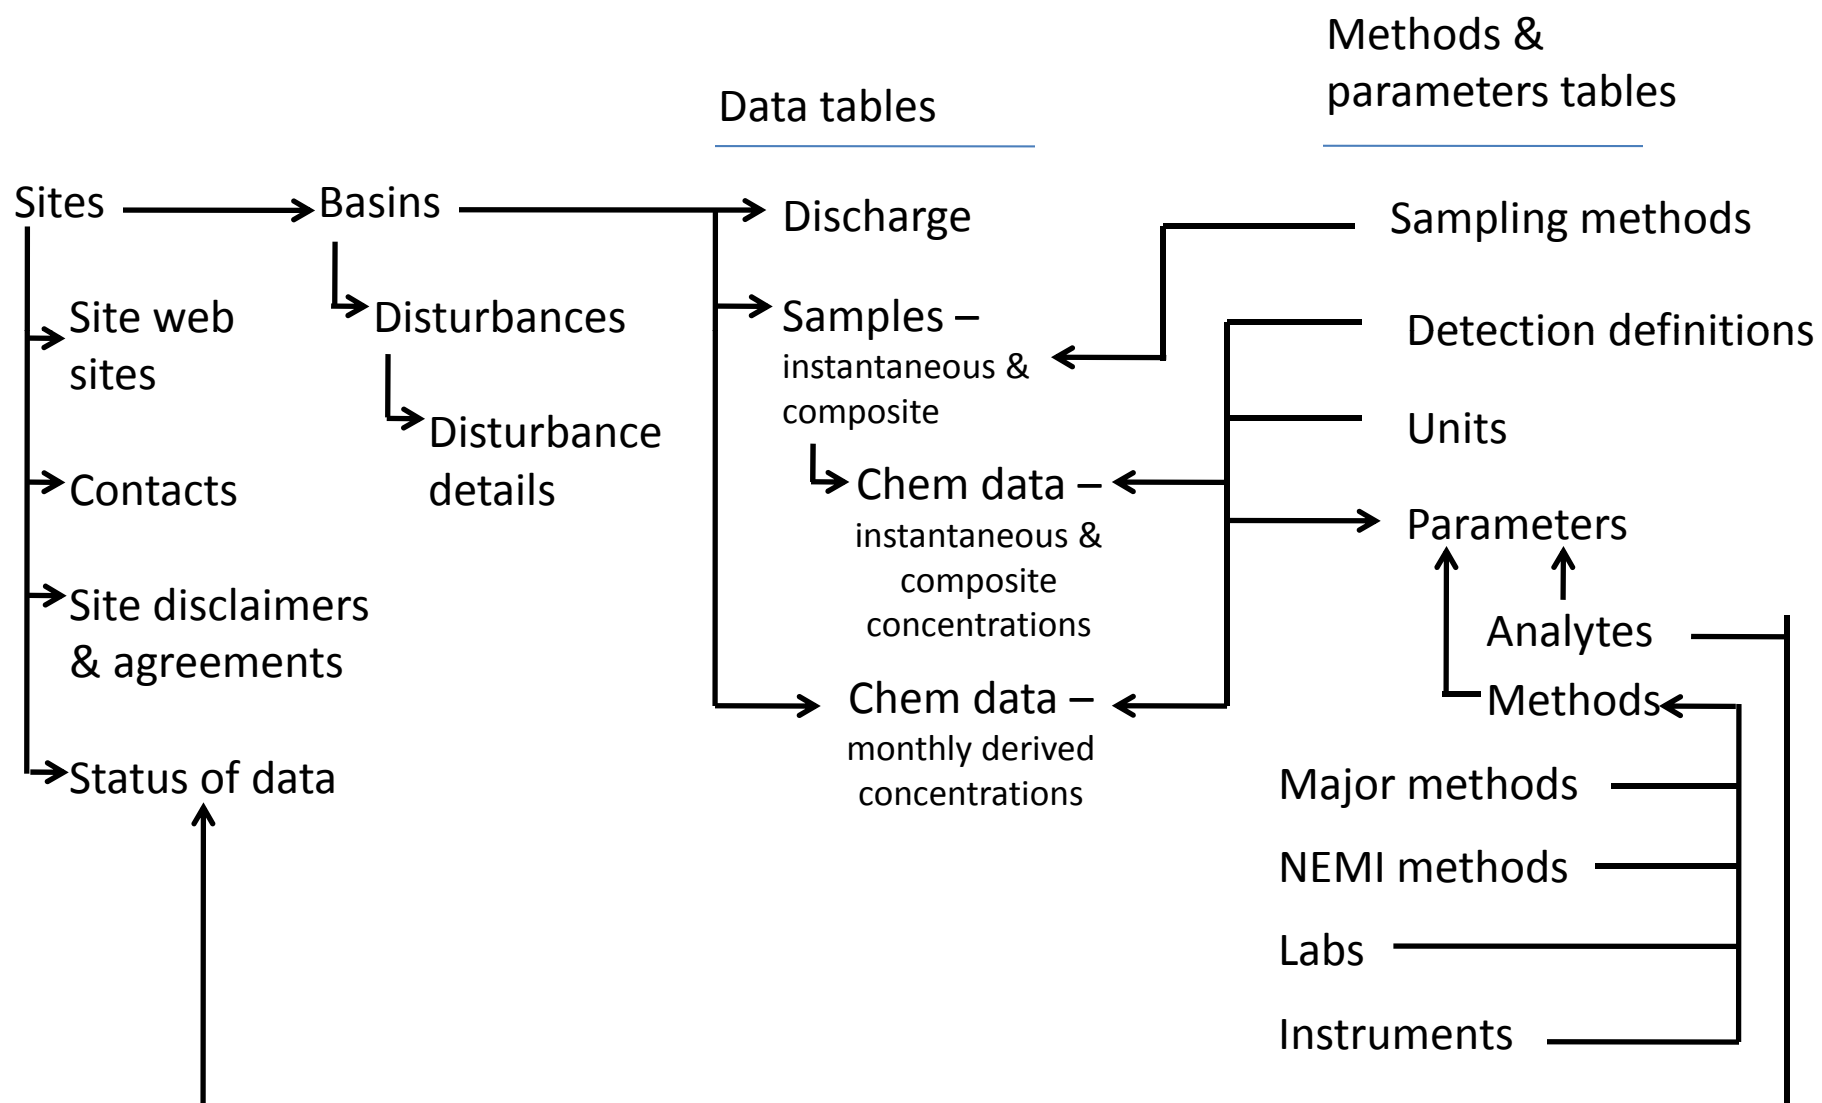 Methods &
parameters tables
Data tables
Sites
Basins
Discharge
Sampling methods
Site web
sites
Disturbances
Samples –
instantaneous &
composite
Detection definitions
Disturbance
details
Units
Contacts
Chem data –
instantaneous &
composite
concentrations
Parameters
Site disclaimers
& agreements
Analytes
Chem data –
monthly derived
concentrations
Methods
Status of data
Major methods
NEMI methods
Labs
Instruments